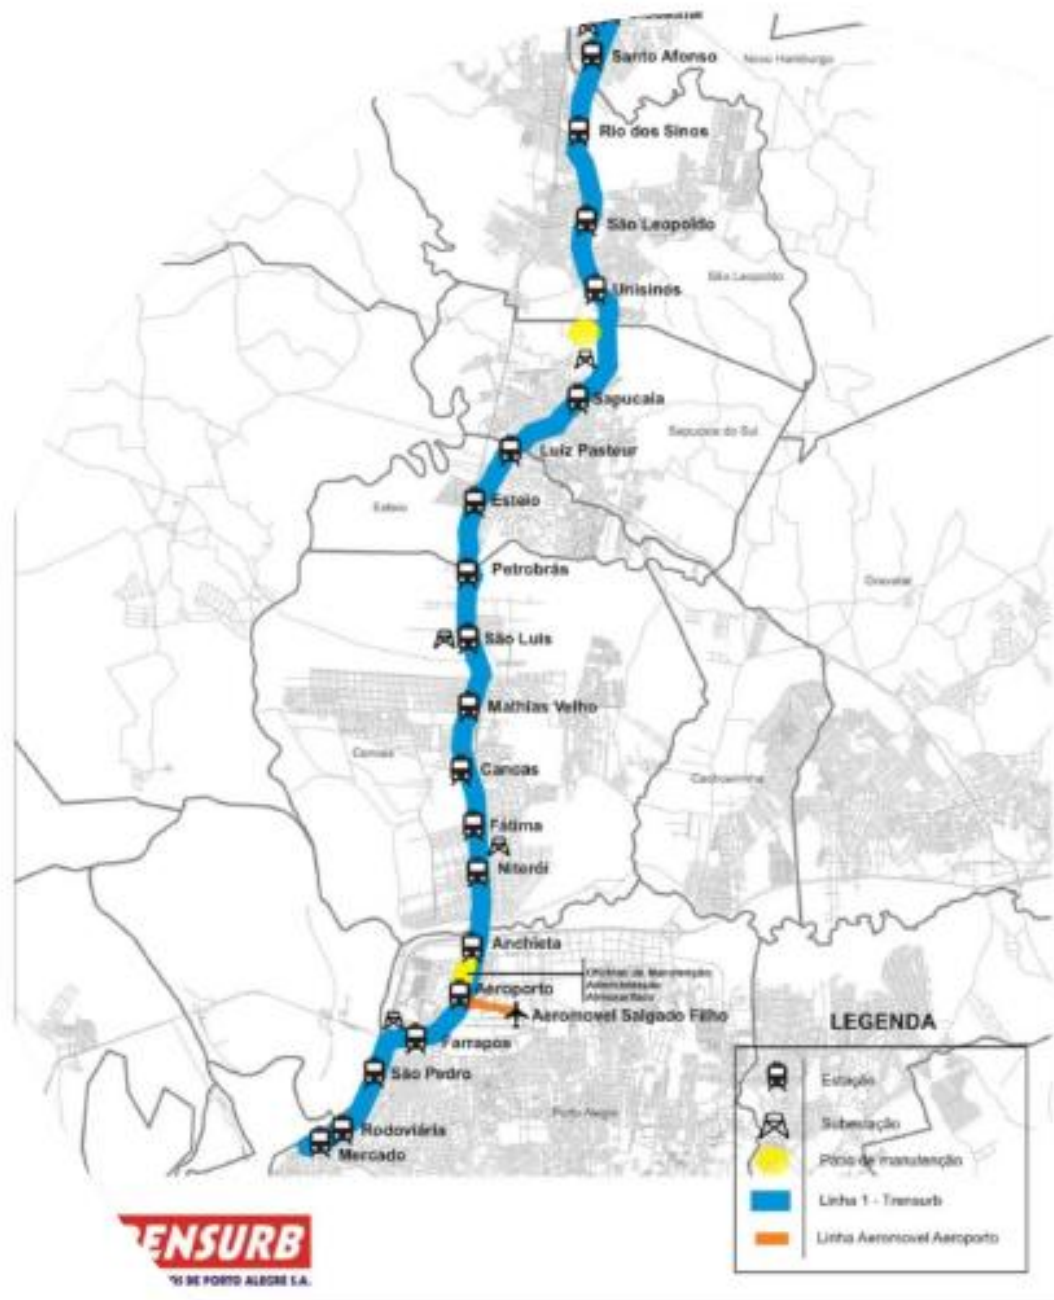 Santo Afonso
Novo Hamburgo
Rio dos Sinos
São Leopoldo
São Leopoldo
Unisinos
Sapucaia
Sapucaia do Sul
Luiz Pasteur
Esteio
Esteio
Petrobrás
Gravataí
São Luis
Mathias Velho
Canoas
Canoas
Cachoeirinha
Fátima
Niterói
Anchieta
Oficinas de Manutenção
Administração
Almoxarifado
Aeroporto
Aeromovel Salgado Filho
Farrapos
São Pedro
Porto Alegre
Rodoviária
Mercado
LEGENDA
Estação
Subestação
Pátio de manutenção
Linha 1 - Trensurb
Linha Aeromovel Aeroporto
ENSURB
DE PORTO ALEGRE S.A.